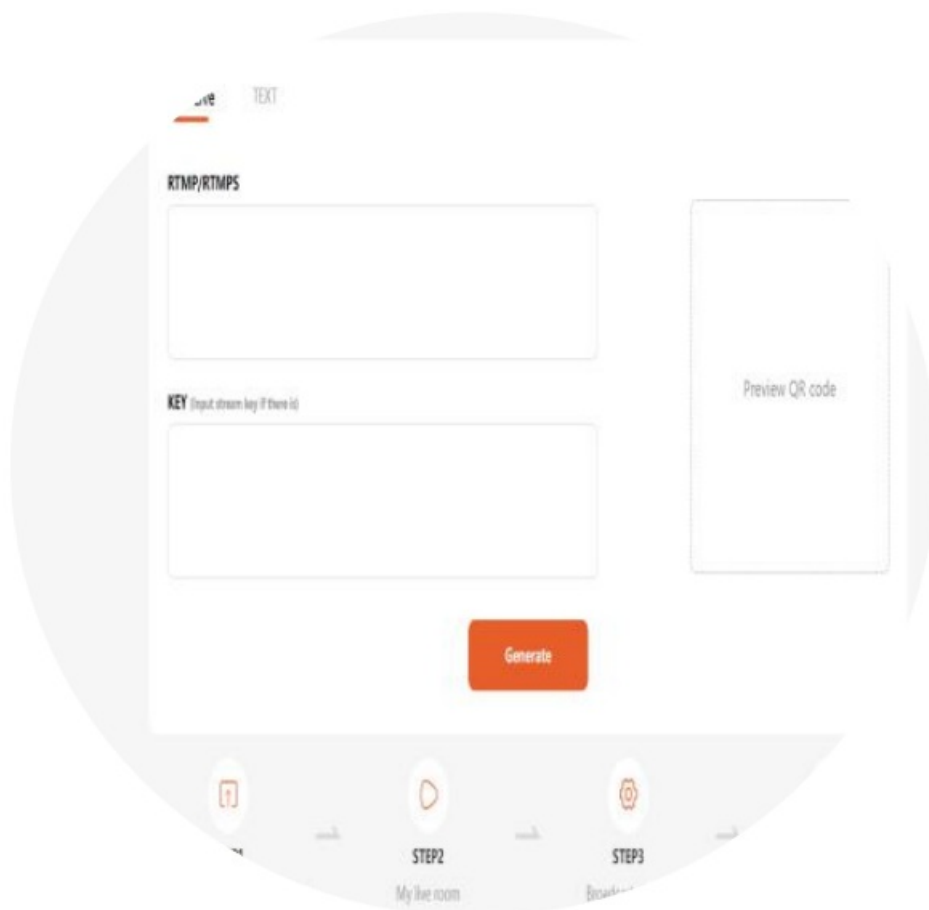 TEXT
RTMP/RTMPS
KEY (Input stream key if there is)
Preview QR code
Generate
STEP2
STEP3
My live room